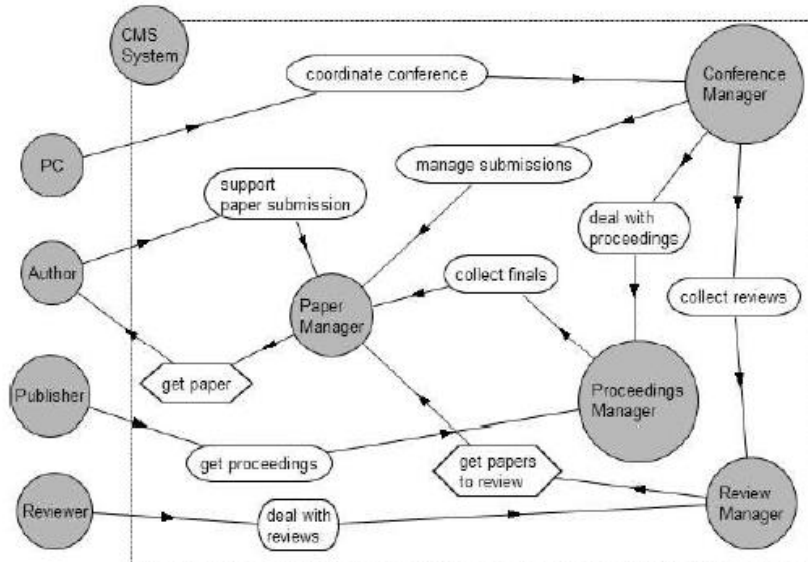 CMS
System
coordinate conference
Conference
Manager
PC
manage submissions
support
paper submission
deal with
proceedings
Author
collect finals
collect reviews
Paper
Manager
get paper
Publisher
Proceedings
Manager
get proceedings
get papers
to review
Reviewer
deal with
reviews
Review
Manager